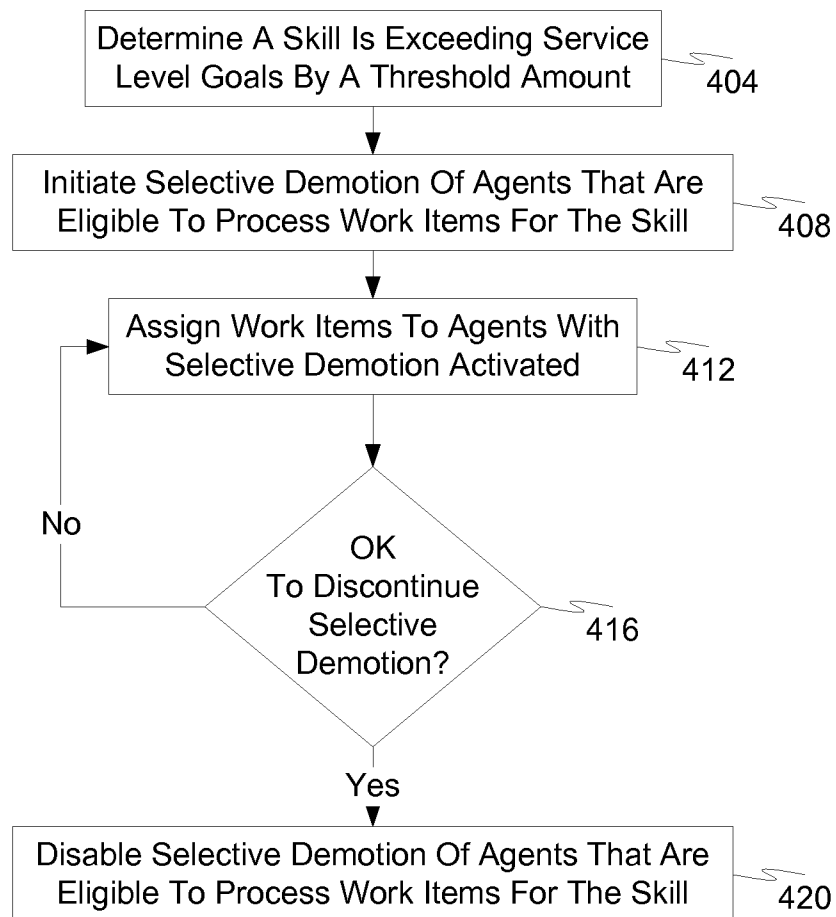 Determine A Skill Is Exceeding Service
Level Goals By A Threshold Amount
404
Initiate Selective Demotion Of Agents That Are
Eligible To Process Work Items For The Skill
408
Assign Work Items To Agents With
Selective Demotion Activated
412
No
OK
To Discontinue
Selective
Demotion?
416
Yes
Disable Selective Demotion Of Agents That Are
Eligible To Process Work Items For The Skill
420